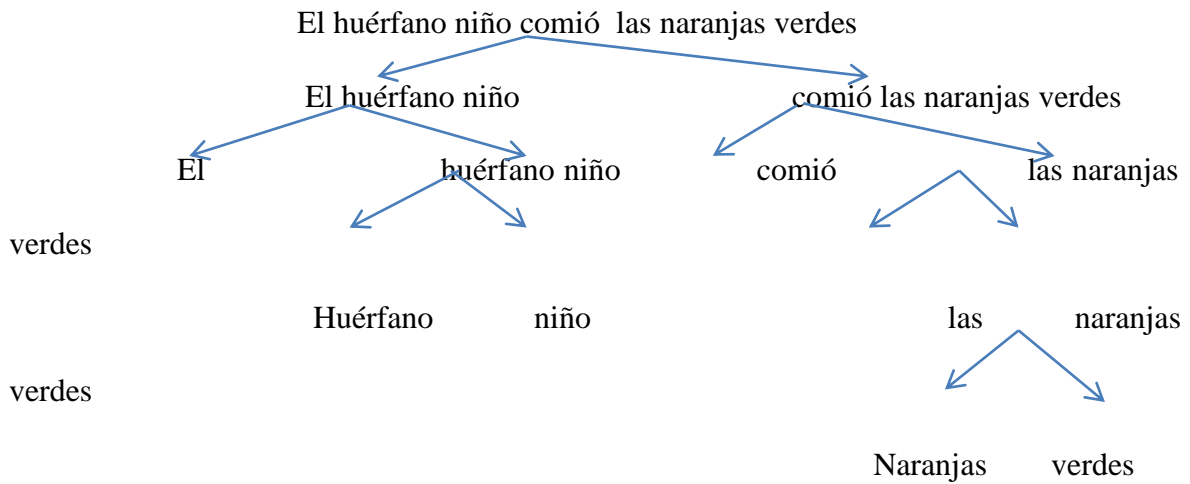 El huérfano niño comió las naranjas verdes
El huérfano niño comió las naranjas verdes
El huérfano niño comió las naranjas
verdes
Huérfano niño las naranjas
verdes
Naranjas verdes